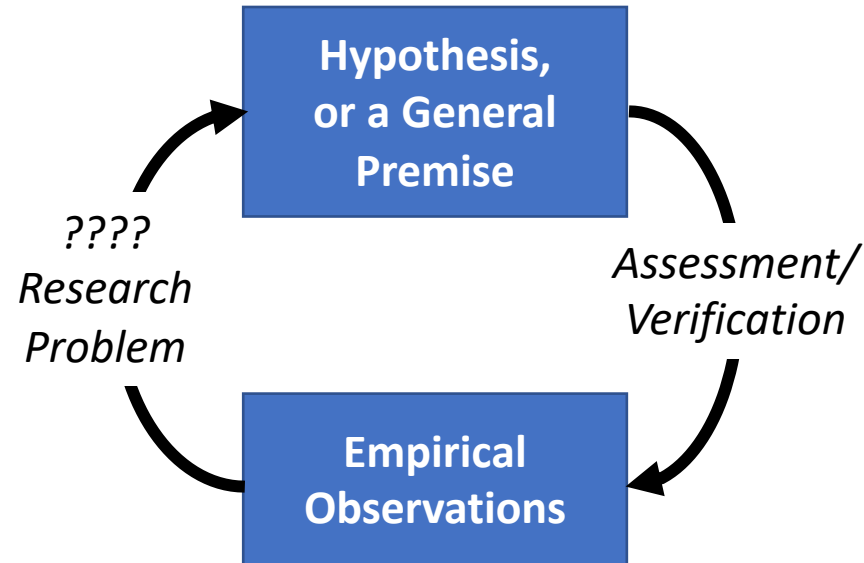 Hypothesis,
or a General
Premise
????
Research
Problem
Assessment/
Verification
Empirical
Observations